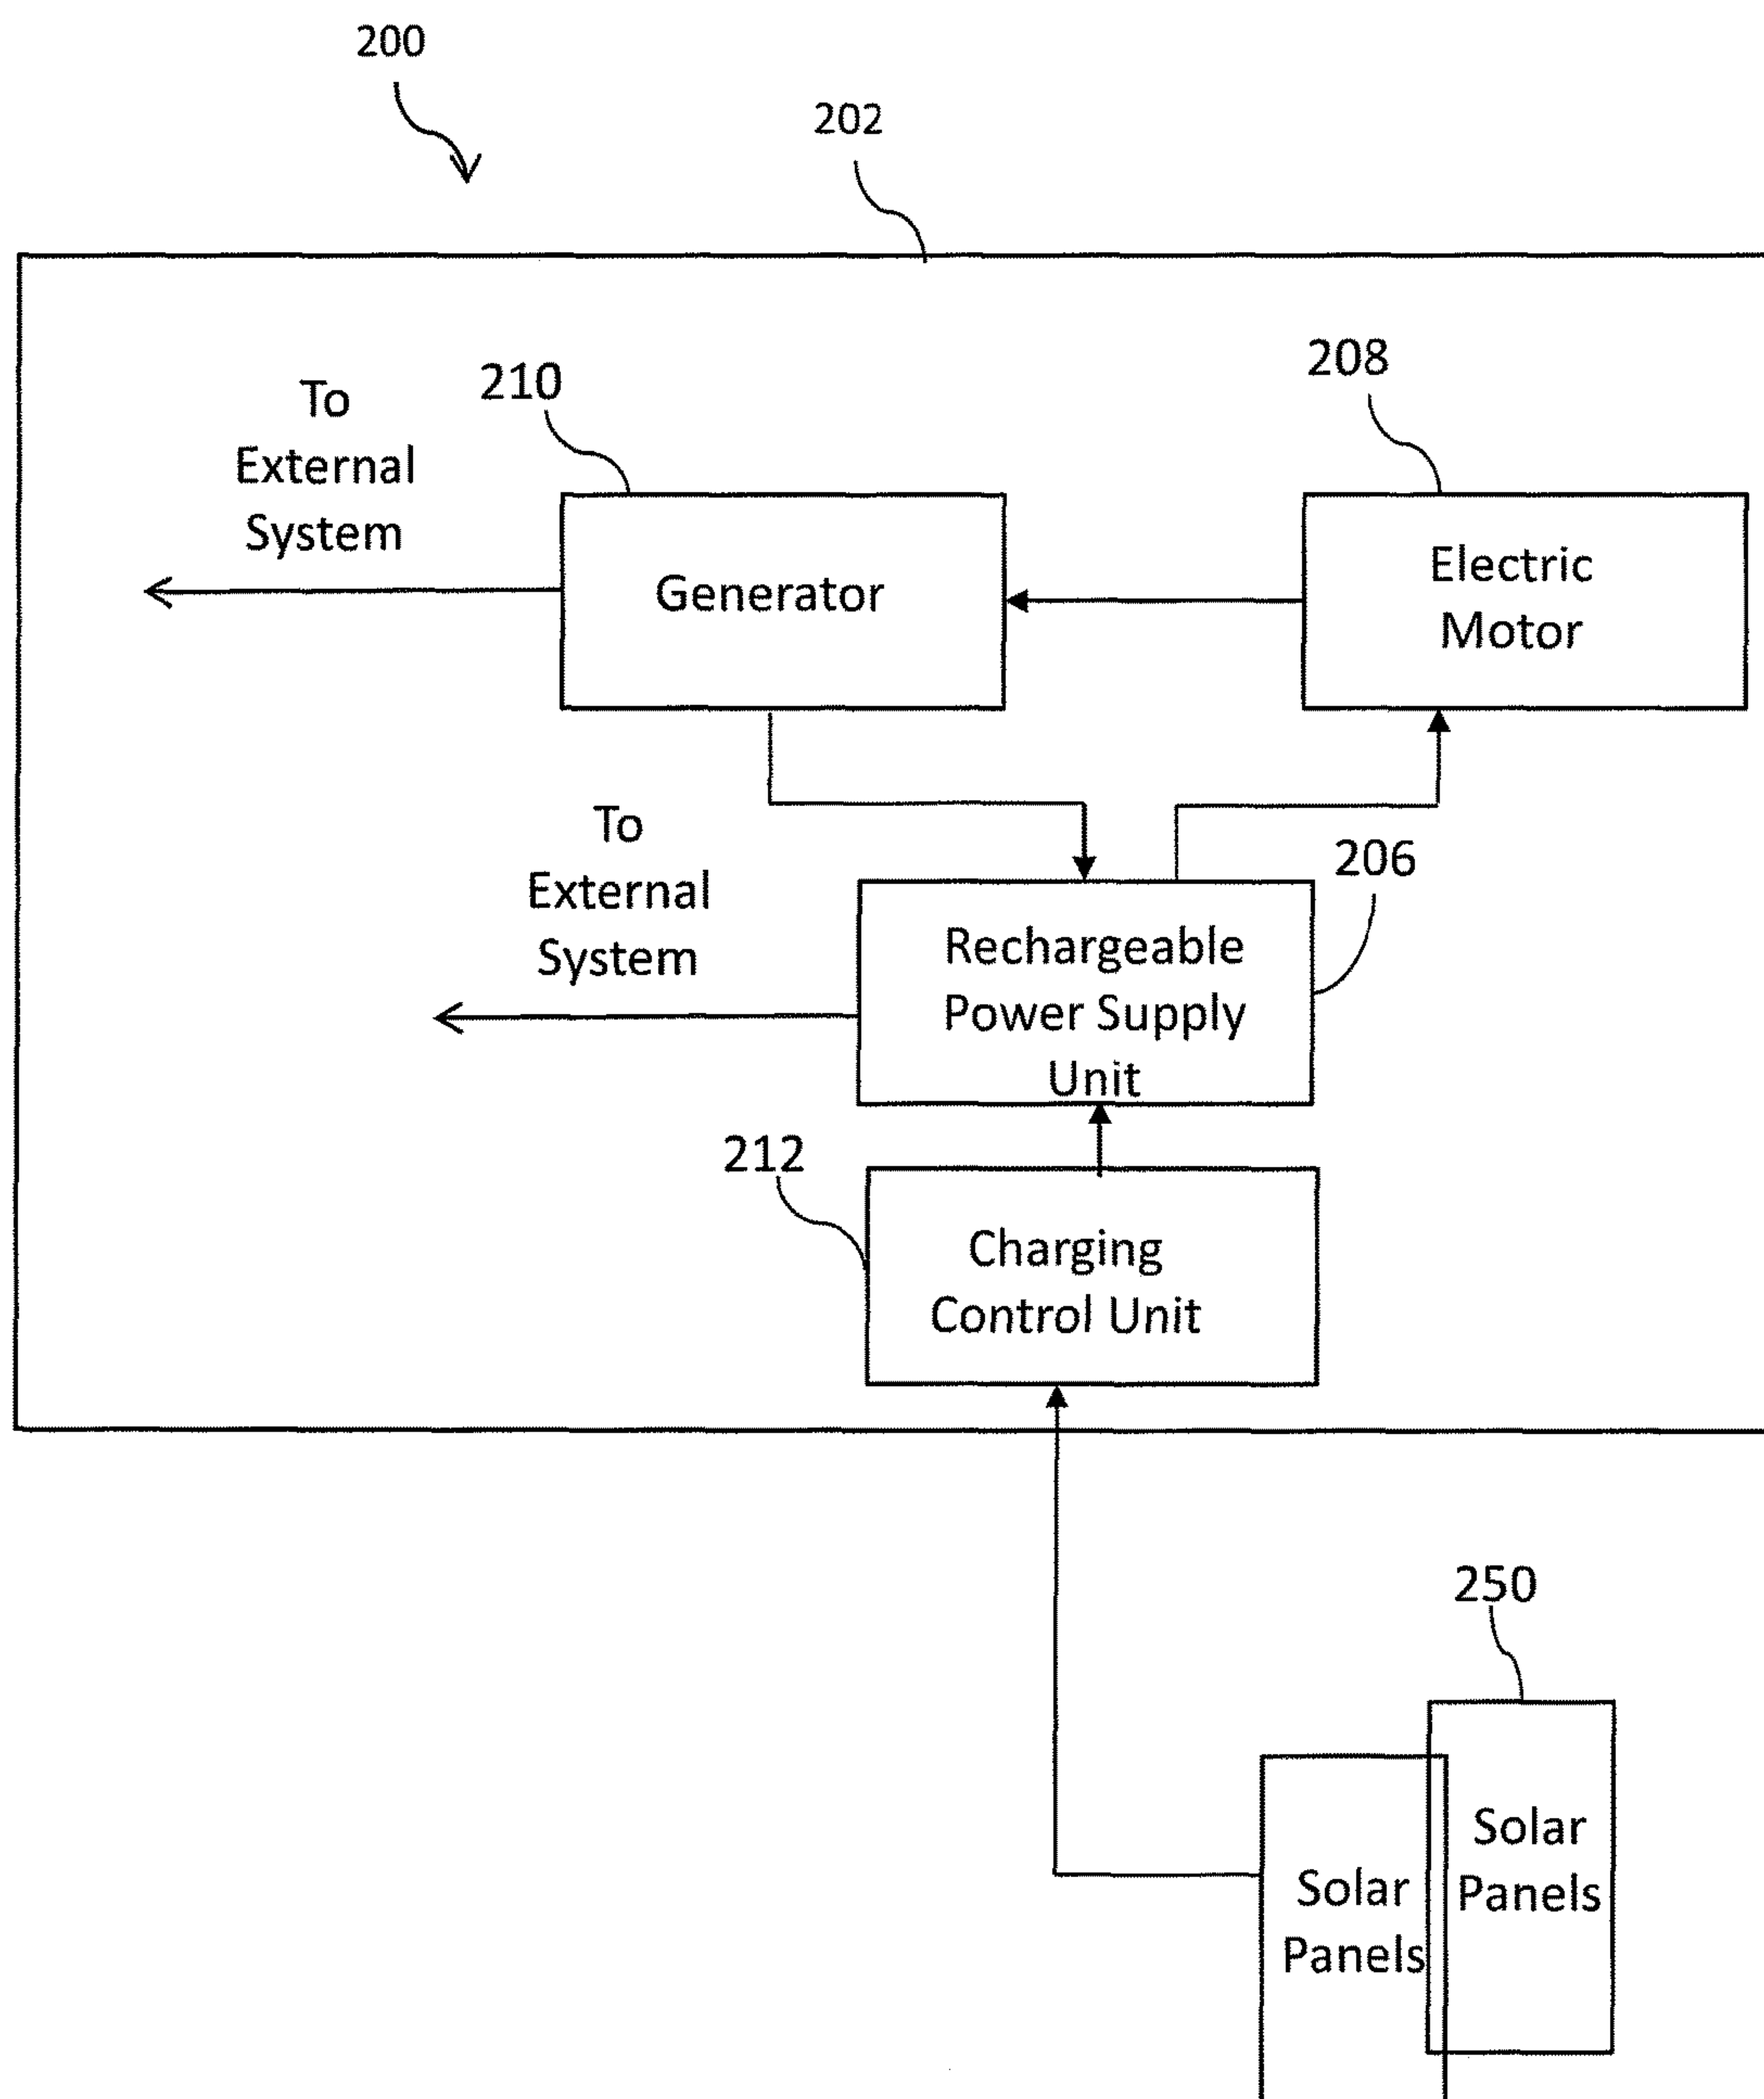 200
202
208
210
To
External
System
Generator
Electric
Motor
To
External
System
206
Rechargeable
Power Supply
Unit
212
Charging
Control Unit
250
Solar
Panels
Solar
Panels